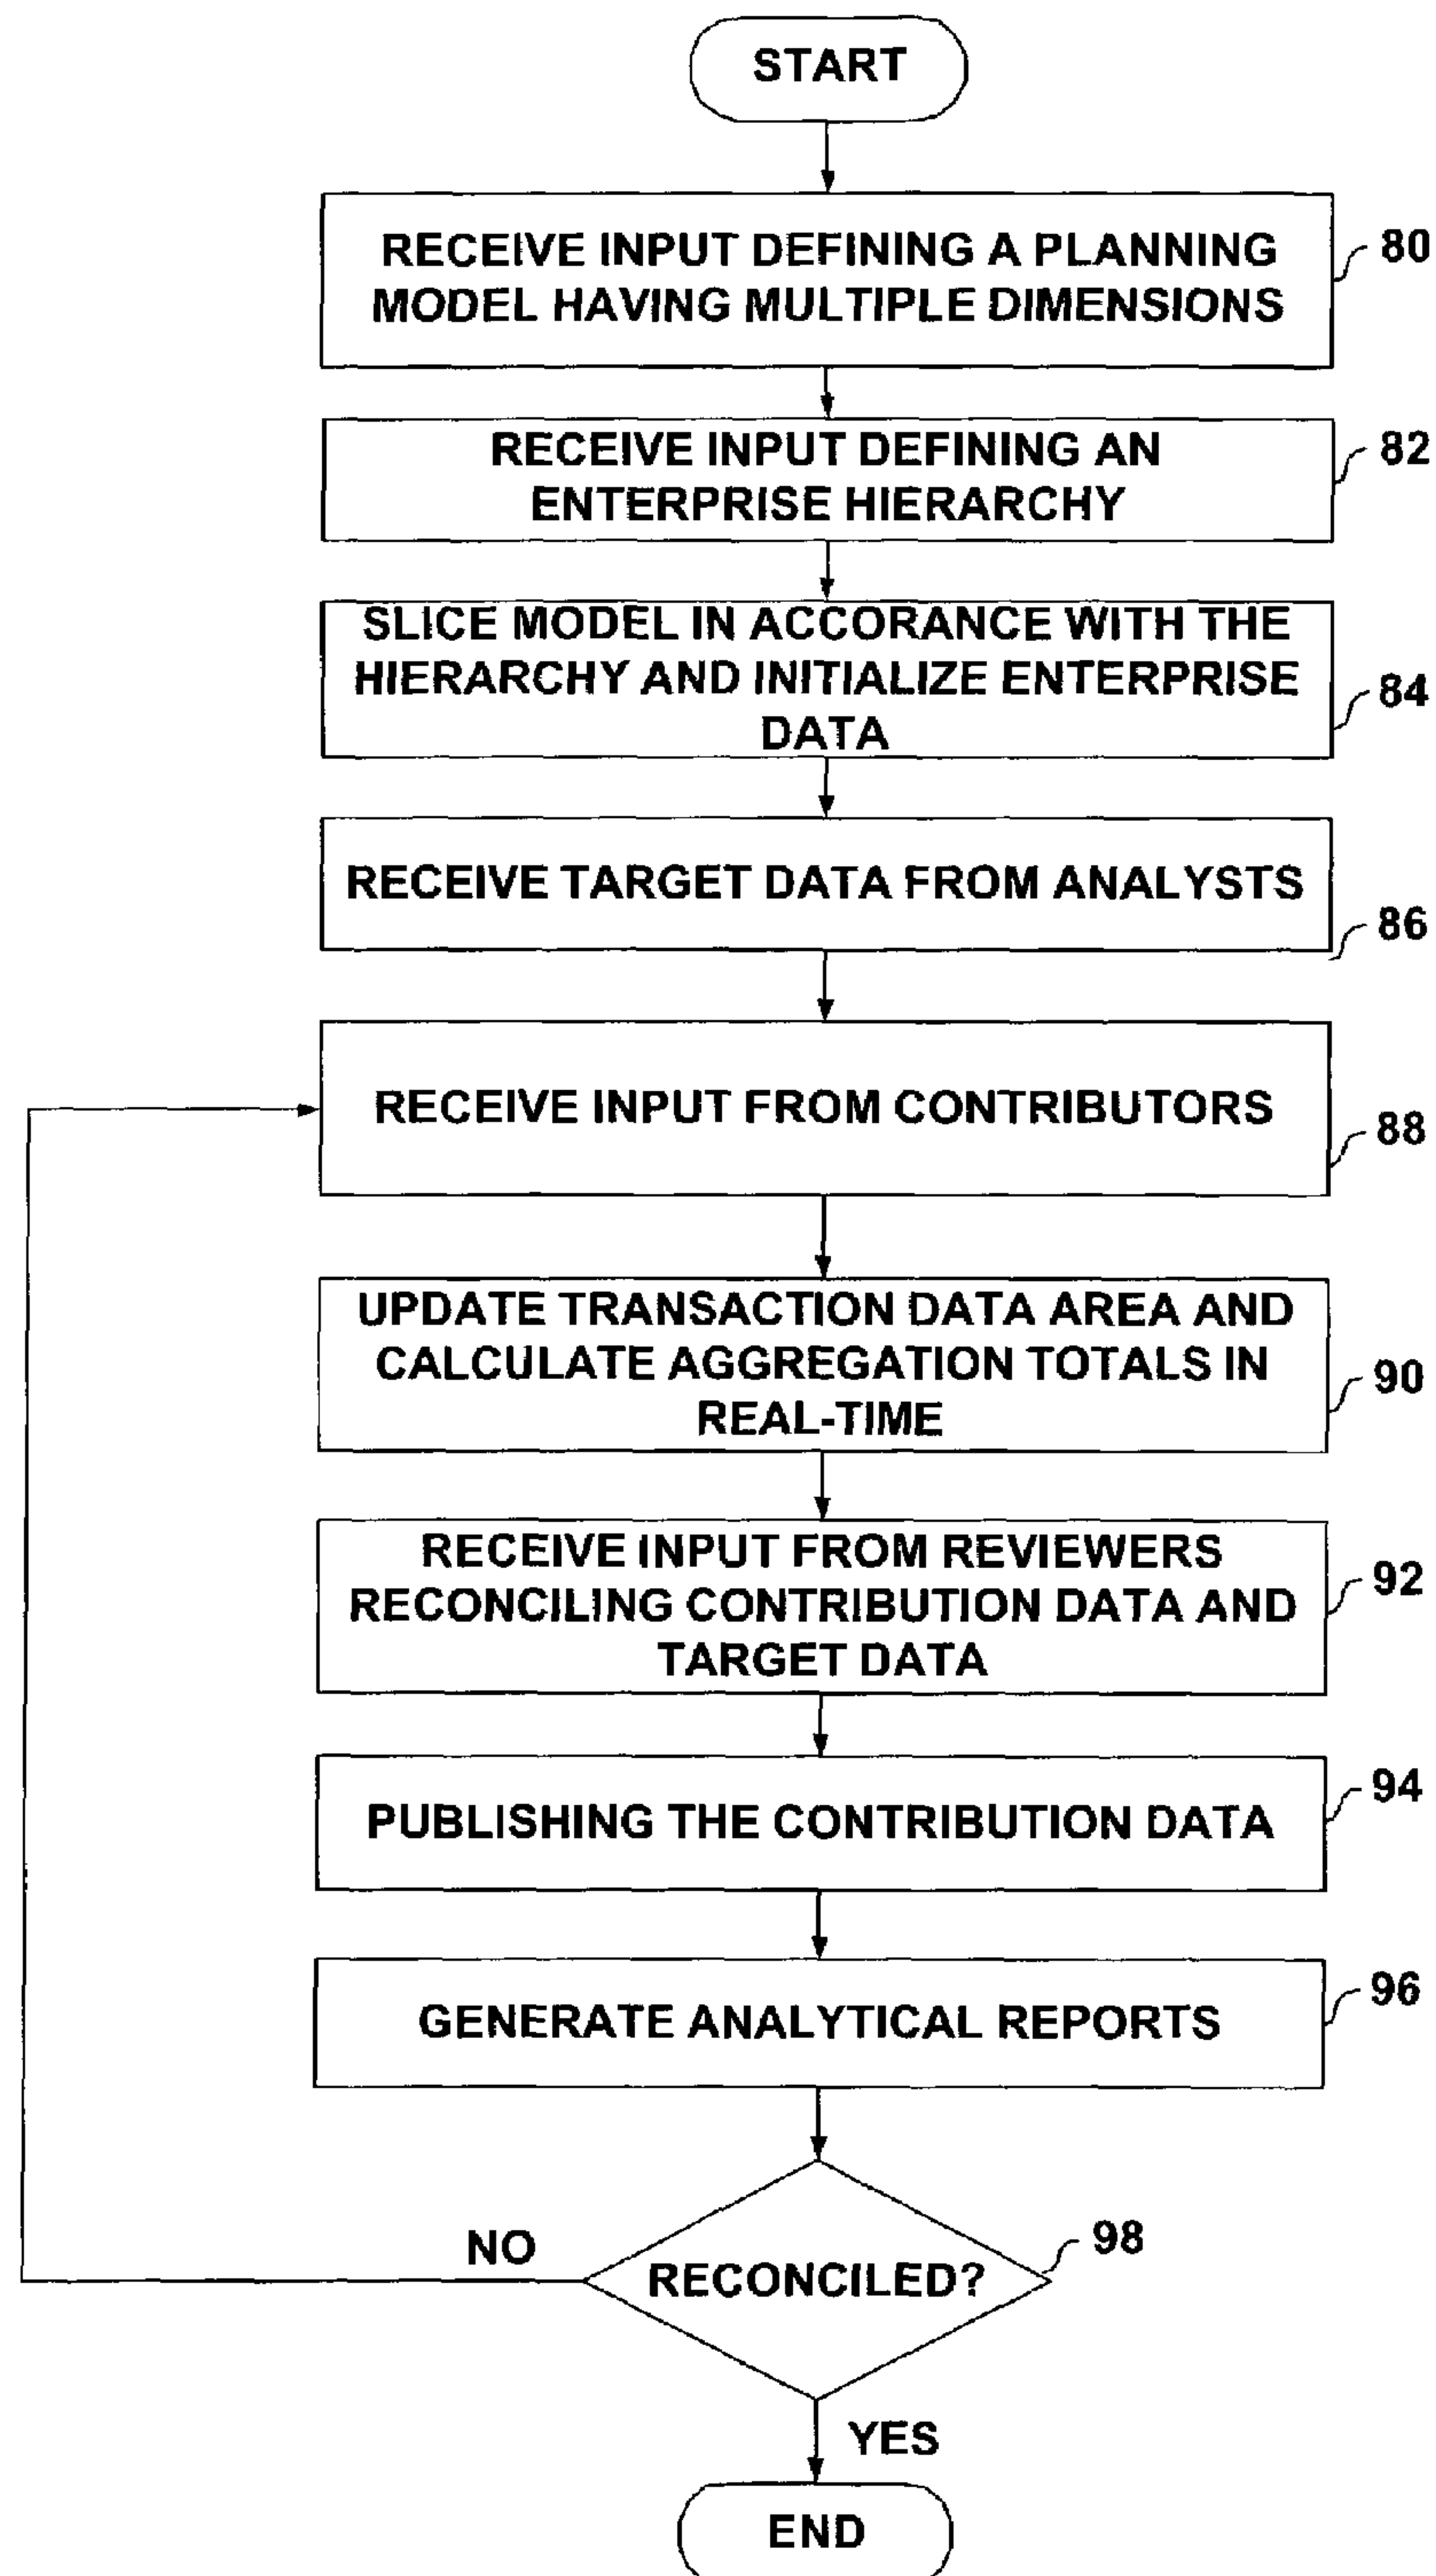 START
RECEIVE INPUT DEFINING A PLANNING
MODEL HAVING MULTIPLE DIMENSIONS
80
RECEIVE INPUT DEFINING AN
ENTERPRISE HIERARCHY
82
SLICE MODEL IN ACCORANCE WITH THE
HIERARCHY AND INITIALIZE ENTERPRISE
DATA
84
RECEIVE TARGET DATA FROM ANALYSTS
86
RECEIVE INPUT FROM CONTRIBUTORS
88
UPDATE TRANSACTION DATA AREA AND
CALCULATE AGGREGATION TOTALS IN
REAL-TIME
90
RECEIVE INPUT FROM REVIEWERS
RECONCILING CONTRIBUTION DATA AND
TARGET DATA
92
PUBLISHING THE CONTRIBUTION DATA
94
GENERATE ANALYTICAL REPORTS
96
RECONCILED?
98
NO
YES
END